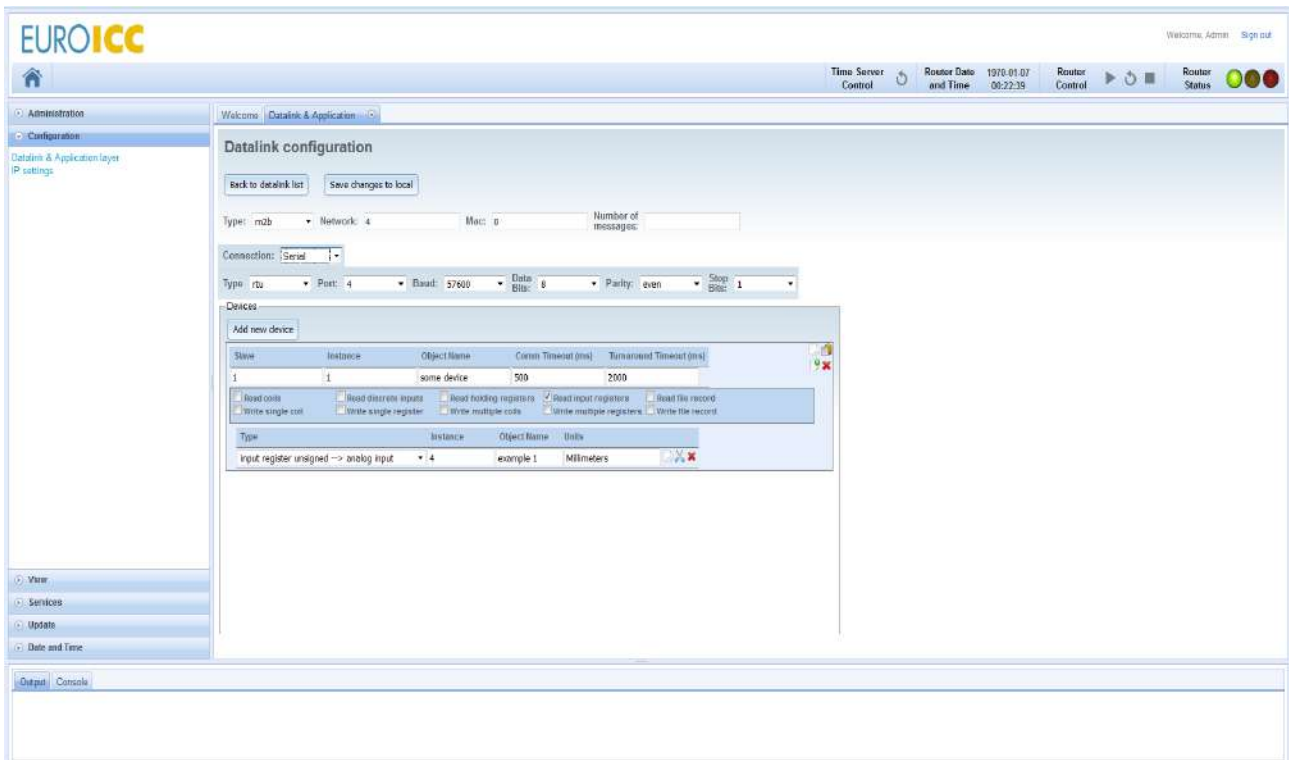 EUROICC
Welcome, Admin Sign out
Time Server Control
Router Date and Time
1970-01-07 00:22:39
Router Control
Router Status
Administration
Configuration
Datalink & Application layer
IP settings
View
Services
Update
Date and Time
Welcome Datalink & Application
Datalink configuration
Back to datalink list Save changes to local
Type: m2b Network: 4 Mac: 0 Number of messages:
Connection: Serial
Type rtu Port: 4 Baud: 57600 Data Bits: 8 Parity: even Stop Bits: 1
Devices
Add new device
Slave Instance Object Name Comm Timeout (ms) Turnaround Timeout (ms)
1 1 some device 500 2000
Read coils Read discrete inputs Read holding registers Read input registers Read file record
Write single coil Write single register Write multiple coils Write multiple registers Write file record
Type Instance Object Name Units
input register unsigned --> analog input 4 example 1 Millimeters
Output Console